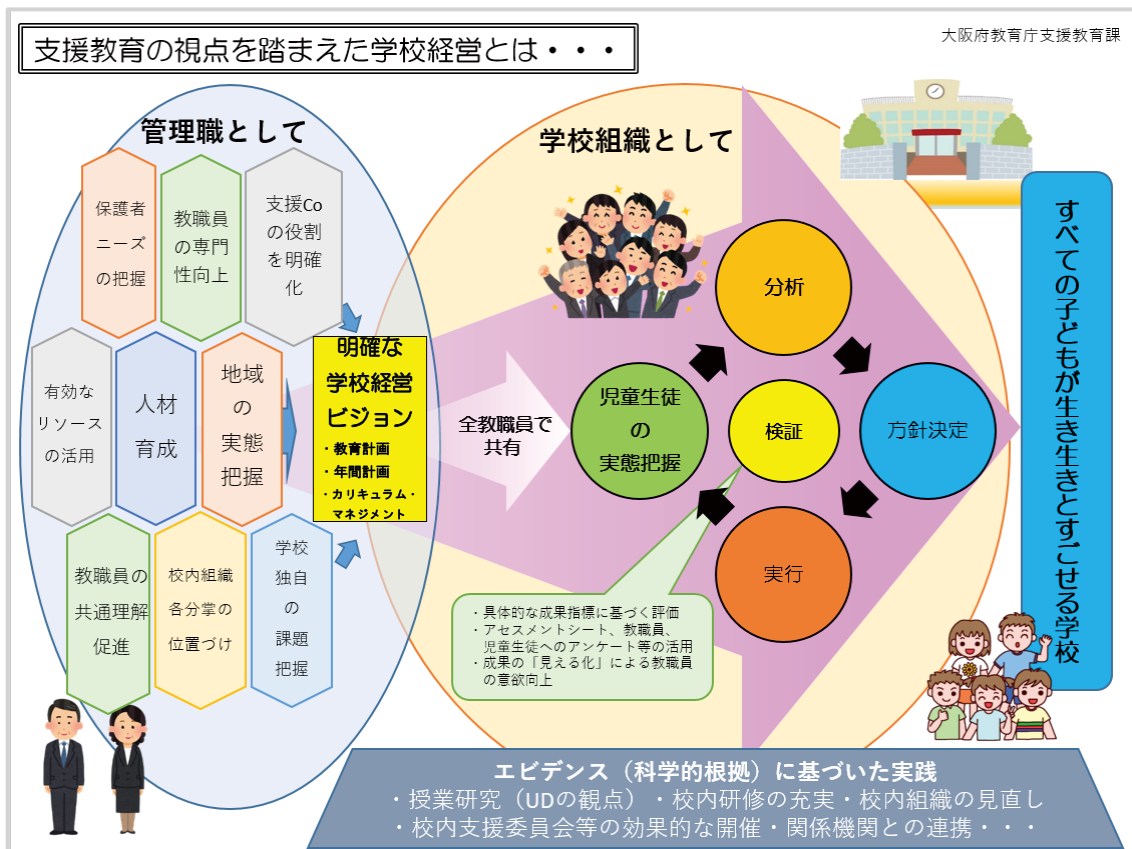 支援教育の視点を踏まえた学校経営とは・・・
大阪府教育庁支援教育課
管理職として
保護者
ニーズ
の把握
教職員
の専門
性向上
支援Co
の役割
を明確
化
有効な
リソース
の活用
人材
育成
地域
の
実態
把握
教職員の
共通理解
促進
校内組織
各分掌の
位置づけ
学校
独自
の
課題
把握
明確な
学校経営
ビジョン
・教育計画
・年間計画
・カリキュラム・
マネジメント
全教職員で
共有
学校組織として
児童生徒
の
実態把握
分析
方針決定
実行
検証
・具体的な成果指標に基づく評価
・アセスメントシート、教職員、
児童生徒へのアンケート等の活用
・成果の「見える化」による教職員
の意欲向上
すべての子どもが生き生きとすごせる学校
エビデンス（科学的根拠）に基づいた実践
・授業研究（UDの観点）・校内研修の充実・校内組織の見直し
・校内支援委員会等の効果的な開催・関係機関との連携・・・